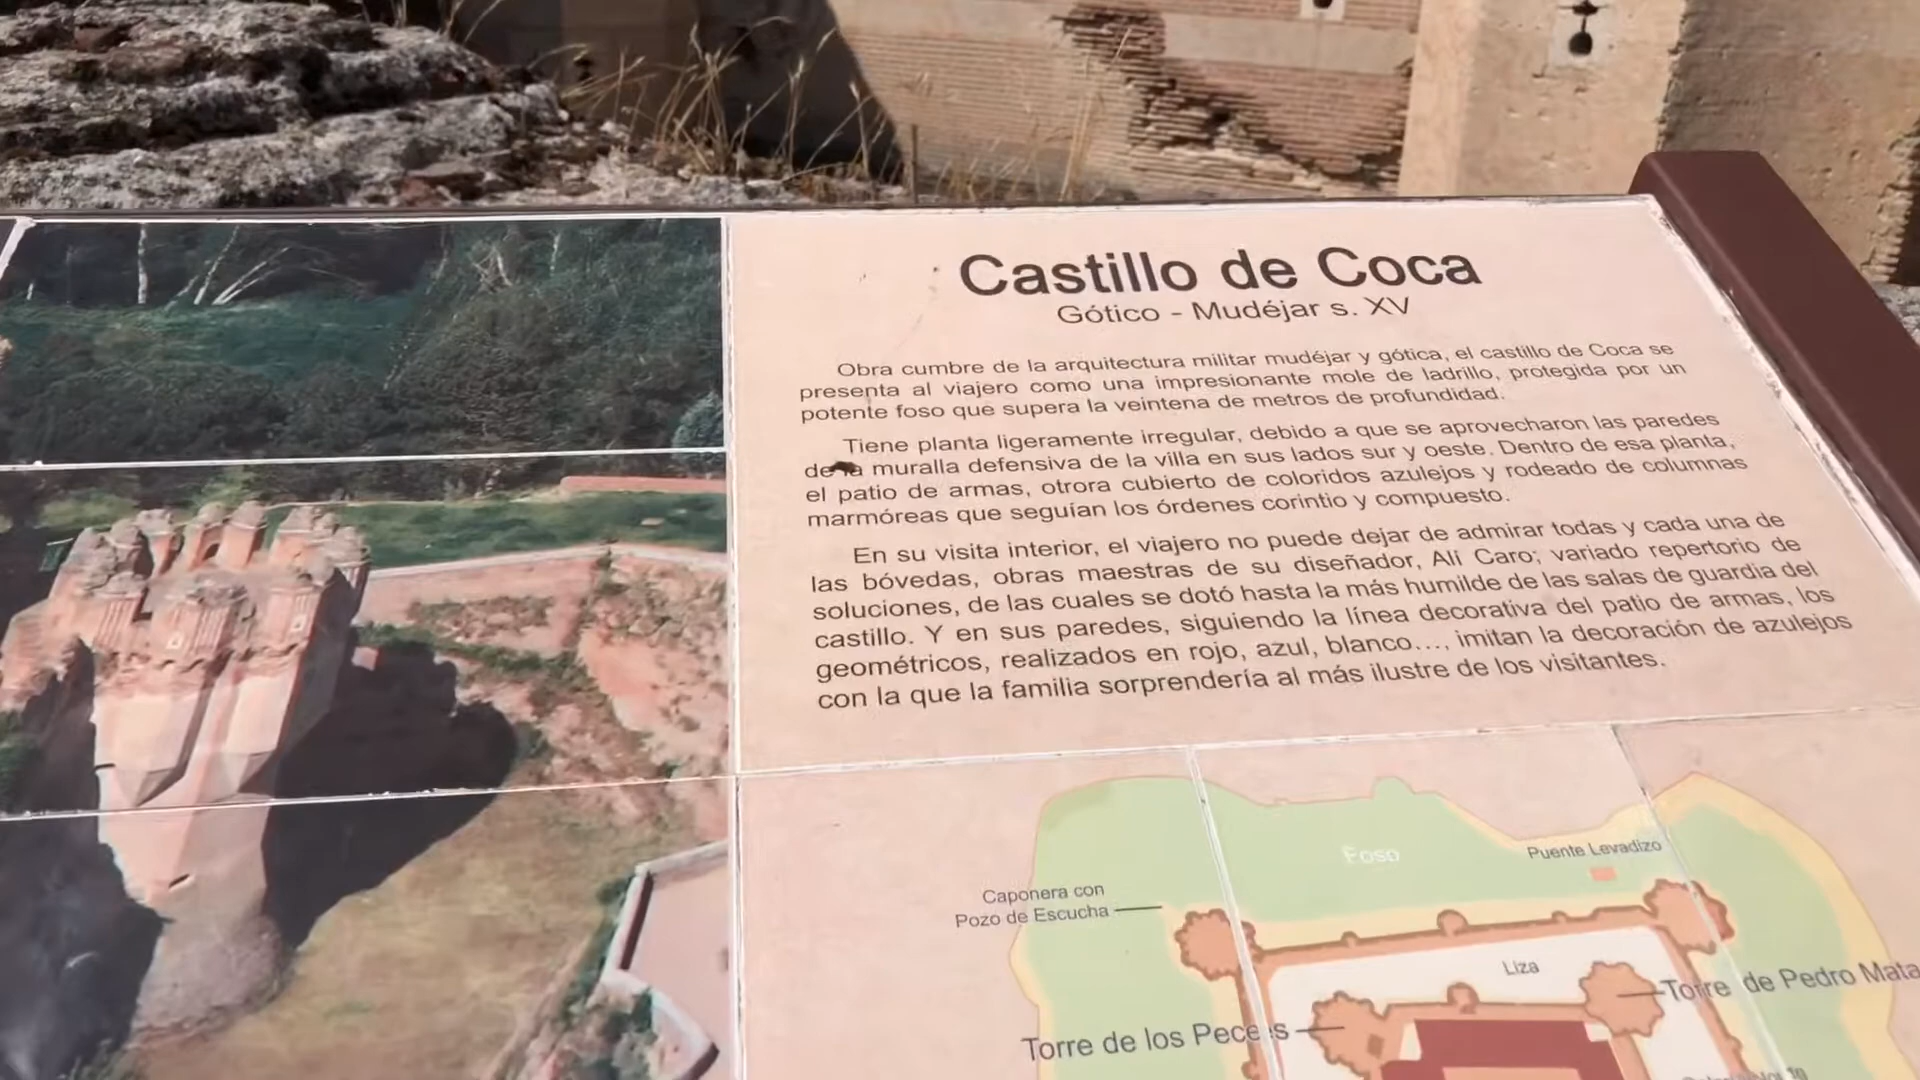 Castillo de Coca
Gótico - Mudéjar s. XV
Obra cumbre de la arquitectura militar mudéjar y gótica, el castillo de Coca se
presenta al viajero como una impresionante mole de ladrillo, protegida por un
potente foso que supera la veintena de metros de profundidad.
Tiene planta ligeramente irregular, debido a que se aprovecharon las paredes
de la muralla defensiva de la villa en sus lados sur y oeste. Dentro de esa planta,
el patio de armas, otrora cubierto de coloridos azulejos y rodeado de columnas
marmóreas que seguían los órdenes corintio y compuesto.
En su visita interior, el viajero no puede dejar de admirar todas y cada una de
las bóvedas, obras maestras de su diseñador, Alí Caro; variado repertorio de
soluciones, de las cuales se dotó hasta la más humilde de las salas de guardia del
castillo. Y en sus paredes, siguiendo la línea decorativa del patio de armas, los
geométricos, realizados en rojo, azul, blanco..., imitan la decoración de azulejos
con la que la familia sorprendería al más ilustre de los visitantes.
Foso
Puente Levadizo
Caponera con
Pozo de Escucha
Liza
Torre de Pedro Mata
Torre de los Peces